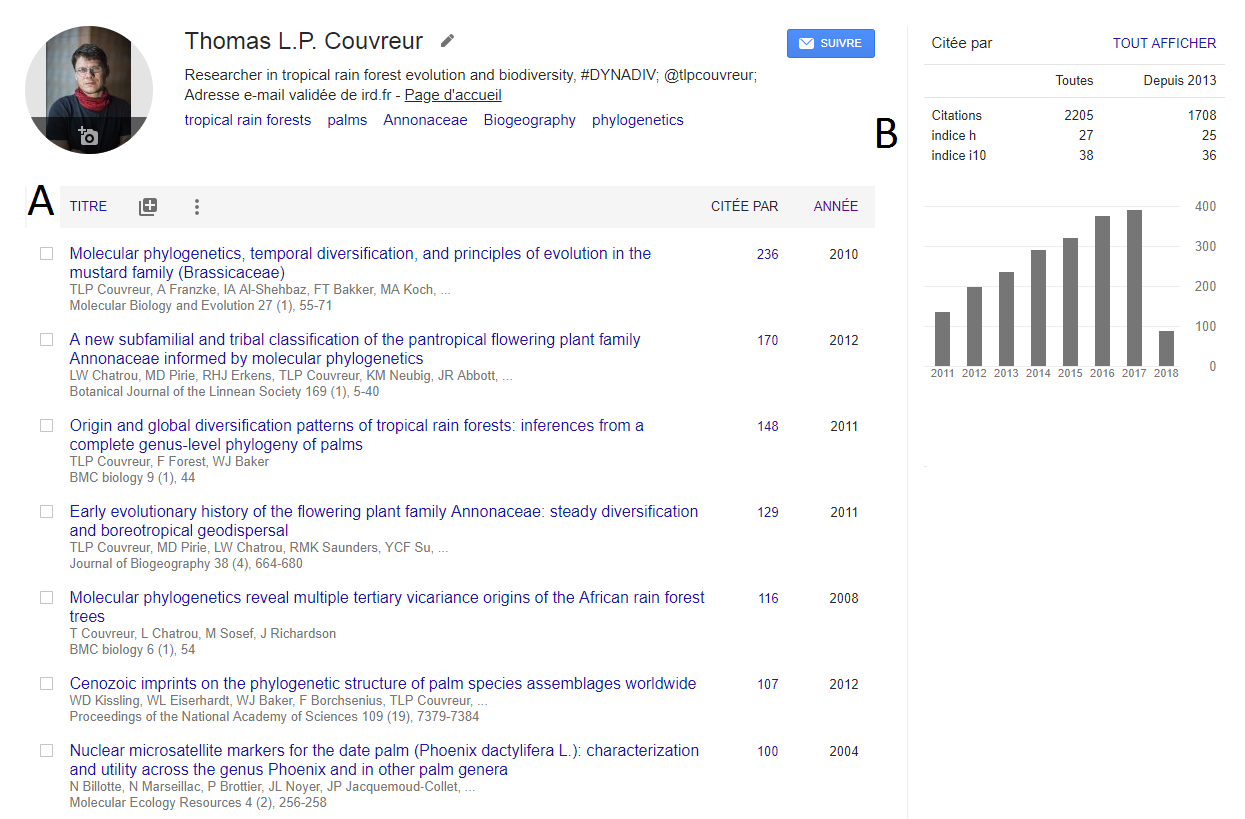 Thomas L.P. Couvreur
SUIVRE
Researcher in tropical rain forest evolution and biodiversity, #DYNADIV; @tlpcouvreur;
Adresse e-mail validée de ird.fr - Page d'accueil
tropical rain forests palms Annonaceae Biogeography phylogenetics
A
TITRE CITÉE PAR ANNÉE
Molecular phylogenetics, temporal diversification, and principles of evolution in the 236 2010
mustard family (Brassicaceae)
TLP Couvreur, A Franzke, IA Al-Shehbaz, FT Bakker, MA Koch, ...
Molecular Biology and Evolution 27 (1), 55-71
A new subfamilial and tribal classification of the pantropical flowering plant family 170 2012
Annonaceae informed by molecular phylogenetics
LW Chatrou, MD Pirie, RHJ Erkens, TLP Couvreur, KM Neubig, JR Abbott, ...
Botanical Journal of the Linnean Society 169 (1), 5-40
Origin and global diversification patterns of tropical rain forests: inferences from a 148 2011
complete genus-level phylogeny of palms
TLP Couvreur, F Forest, WJ Baker
BMC biology 9 (1), 44
Early evolutionary history of the flowering plant family Annonaceae: steady diversification 129 2011
and boreotropical geodispersal
TLP Couvreur, MD Pirie, LW Chatrou, RMK Saunders, YCF Su, ...
Journal of Biogeography 38 (4), 664-680
Molecular phylogenetics reveal multiple tertiary vicariance origins of the African rain forest 116 2008
trees
T Couvreur, L Chatrou, M Sosef, J Richardson
BMC biology 6 (1), 54
Cenozoic imprints on the phylogenetic structure of palm species assemblages worldwide 107 2012
WD Kissling, WL Eiserhardt, WJ Baker, F Borchsenius, TLP Couvreur, ...
Proceedings of the National Academy of Sciences 109 (19), 7379-7384
Nuclear microsatellite markers for the date palm (Phoenix dactylifera L.): characterization 100 2004
and utility across the genus Phoenix and in other palm genera
N Billotte, N Marseillac, P Brottier, JL Noyer, JP Jacquemoud-Collet, ...
Molecular Ecology Resources 4 (2), 256-258
B
Citée par TOUT AFFICHER
Toutes Depuis 2013
Citations 2205 1708
indice h 27 25
indice i10 38 36
400
300
200
100
0
2011 2012 2013 2014 2015 2016 2017 2018